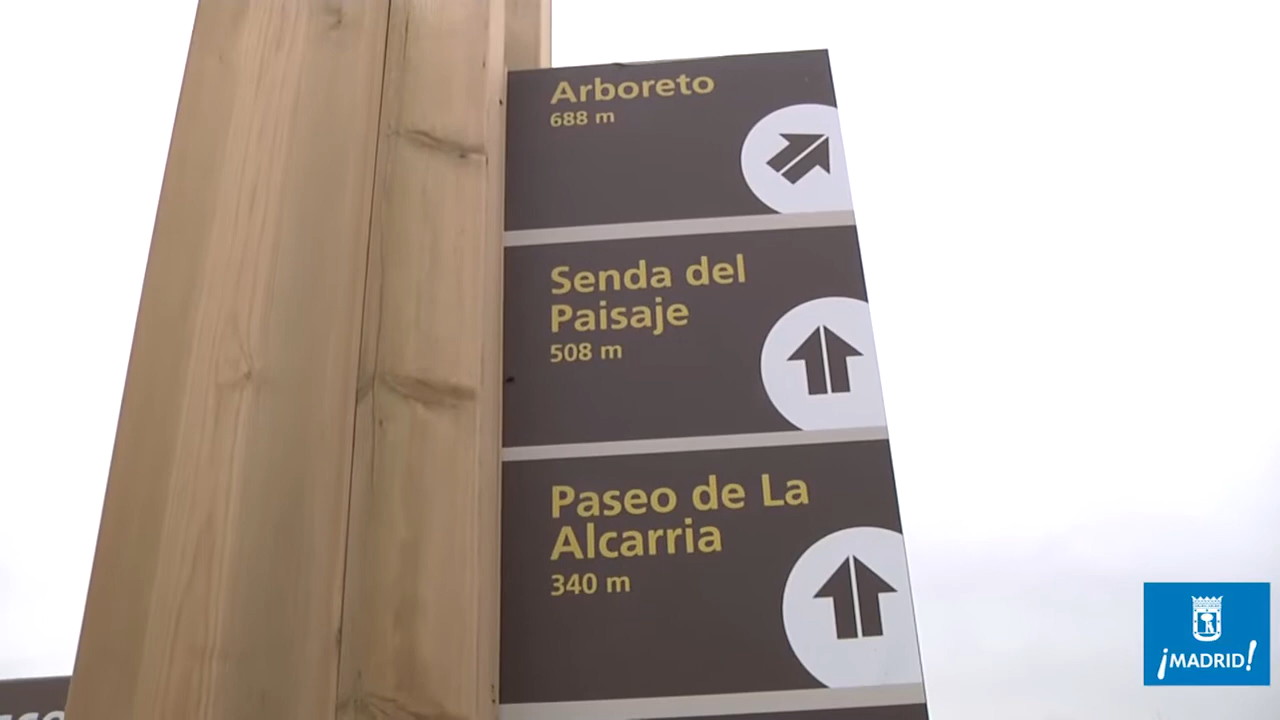 Arboreto
688 m
Senda del
Paisaje
508 m
Paseo de La
Alcarria
340 m
¡MADRID!